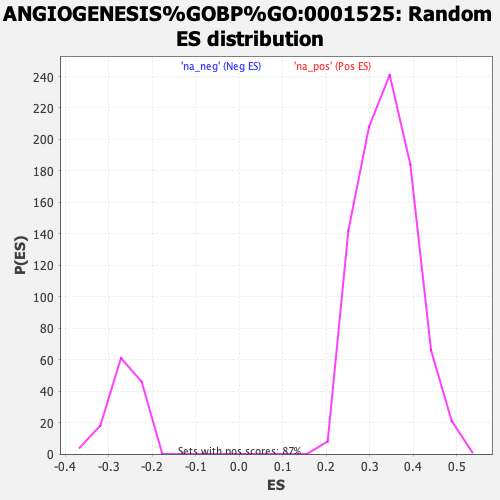 ANGIOGENESIS%GOBP%GO:0001525: Random
ES distribution
'na_neg' (Neg ES) 'na_pos' (Pos ES)
240
220
200
180
160
140
120
100
80
60
40
20
0
P(ES)
Sets with pos scores: 87%
-0.4 -0.3 -0.2 -0.1 0.0 0.1 0.2 0.3 0.4 0.5
ES